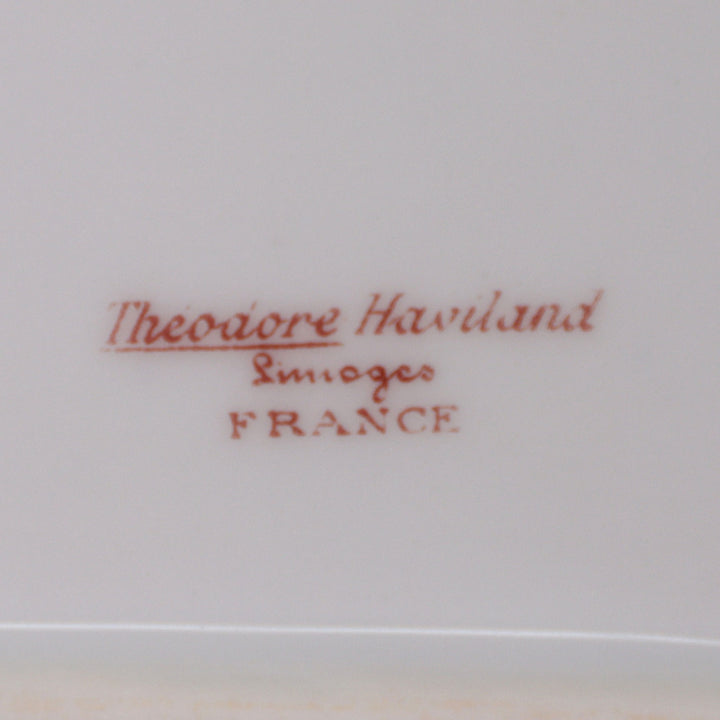 Theodore Haviland
Limoges
FRANCE